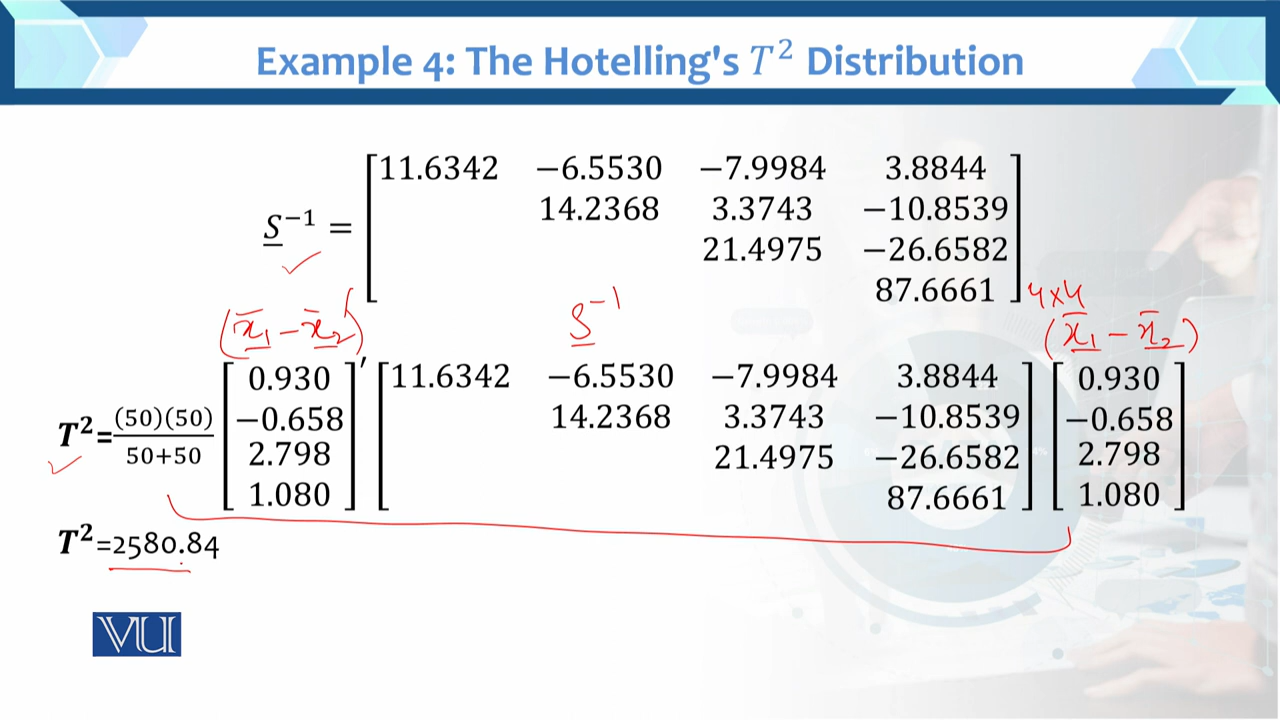 Example 4: The Hotelling's T² Distribution
11.6342 −6.5530 −7.9984 3.8844
14.2368 3.3743 −10.8539
S⁻¹ =
21.4975 −26.6582
87.6661 4×4
(x̄₁ − x̄₂)′ S⁻¹ (x̄₁ − x̄₂)
0.930 ′ 11.6342 −6.5530 −7.9984 3.8844 0.930
−0.658 14.2368 3.3743 −10.8539 −0.658
T²=(50)(50)/50+50
2.798 21.4975 −26.6582 2.798
1.080 87.6661 1.080
T²=2580.84
VU